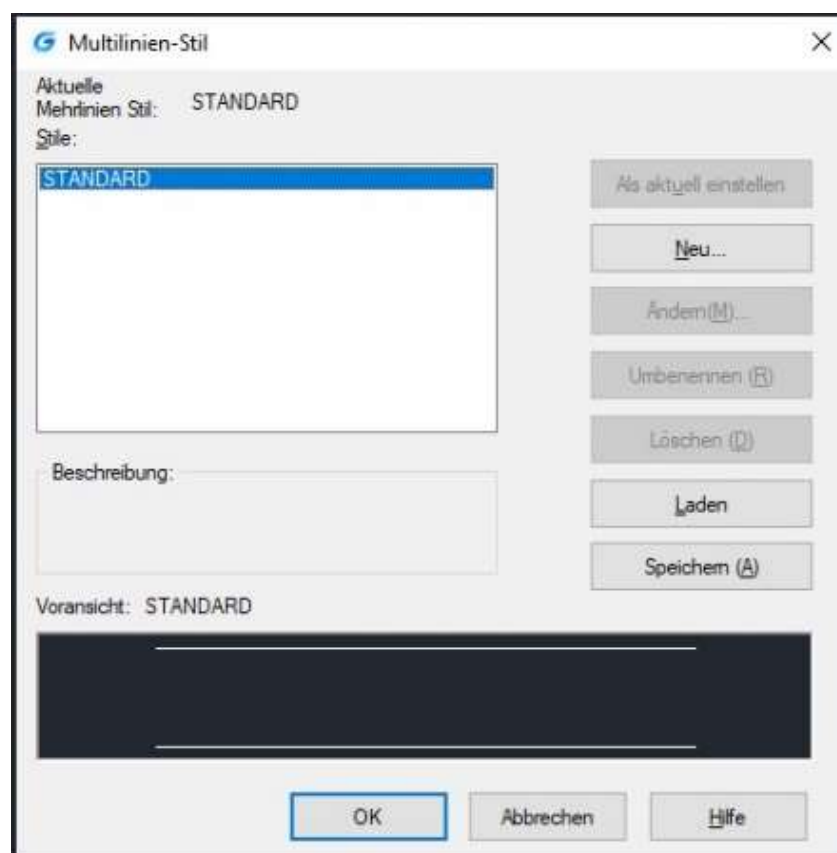 Multilinien-Stil
Aktuelle
Mehrlinien Stil: STANDARD
Stile:
STANDARD
Als aktuell einstellen
Neu...
Ändern(M)...
Umbenennen (R)
Löschen (D)
Beschreibung:
Laden
Speichern (A)
Voransicht: STANDARD
OK
Abbrechen
Hilfe